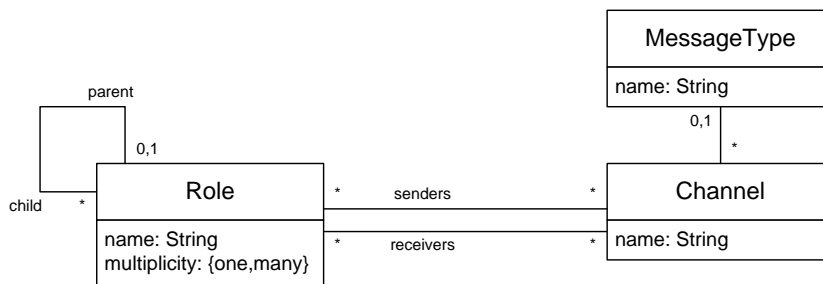 MessageType
name: String
parent
0,1
0,1
*
Role
*
senders
*
Channel
child
*
name: String
multiplicity: {one,many}
*
receivers
*
name: String